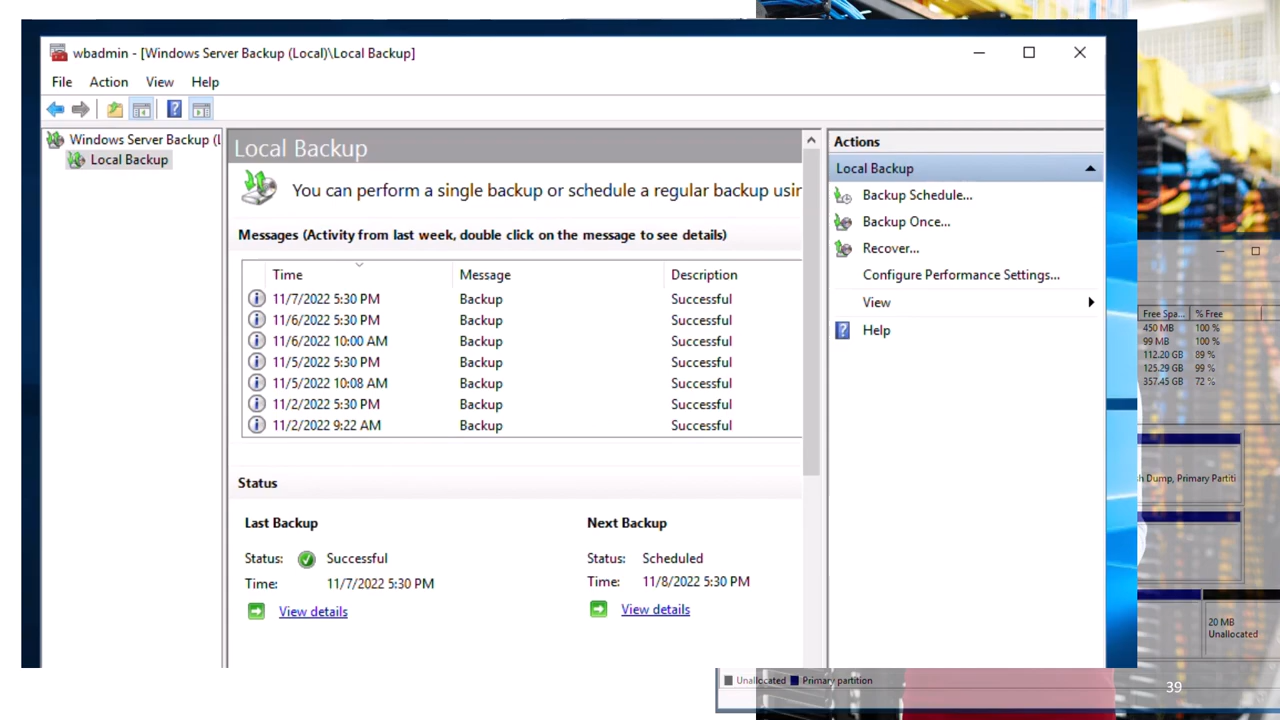 wbadmin - [Windows Server Backup (Local)\Local Backup]
File Action View Help
Windows Server Backup (L
Local Backup
Local Backup
You can perform a single backup or schedule a regular backup usin
Messages (Activity from last week, double click on the message to see details)
Time Message Description
11/7/2022 5:30 PM Backup Successful
11/6/2022 5:30 PM Backup Successful
11/6/2022 10:00 AM Backup Successful
11/5/2022 5:30 PM Backup Successful
11/5/2022 10:08 AM Backup Successful
11/2/2022 5:30 PM Backup Successful
11/2/2022 9:22 AM Backup Successful
Status
Last Backup
Status: Successful
Time: 11/7/2022 5:30 PM
View details
Next Backup
Status: Scheduled
Time: 11/8/2022 5:30 PM
View details
Actions
Local Backup
Backup Schedule...
Backup Once...
Recover...
Configure Performance Settings...
View
Help
Free Spa... % Free
450 MB 100 %
99 MB 100 %
112.20 GB 89 %
125.29 GB 99 %
357.45 GB 72 %
h Dump, Primary Partiti
20 MB
Unallocated
Unallocated Primary partition
39